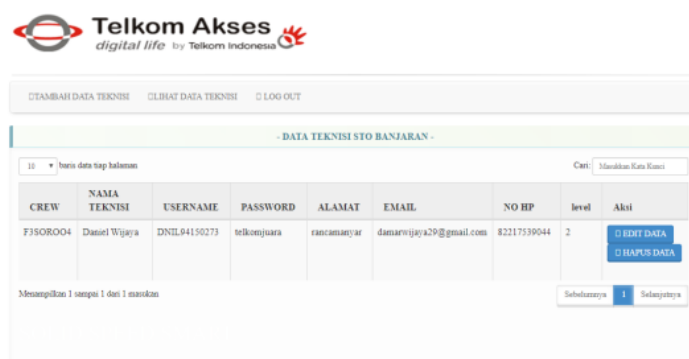 Telkom Akses
digital life by Telkom Indonesia
TAMBAH DATA TEKNISI LIHAT DATA TEKNISI LOG OUT
- DATA TEKNISI STO BANJARAN -
10 baris data tiap halaman Cari: Masukkan Kata Kunci
CREW NAMA TEKNISI USERNAME PASSWORD ALAMAT EMAIL NO HP level Aksi
F3SORO04 Daniel Wijaya DNIL94150273 telkomjuara rancamanyar damarwijaya29@gmail.com 82217539044 2 EDIT DATA
HAPUS DATA
Menampilkan 1 sampai 1 dari 1 masukan
Sebelumnya 1 Selanjutnya